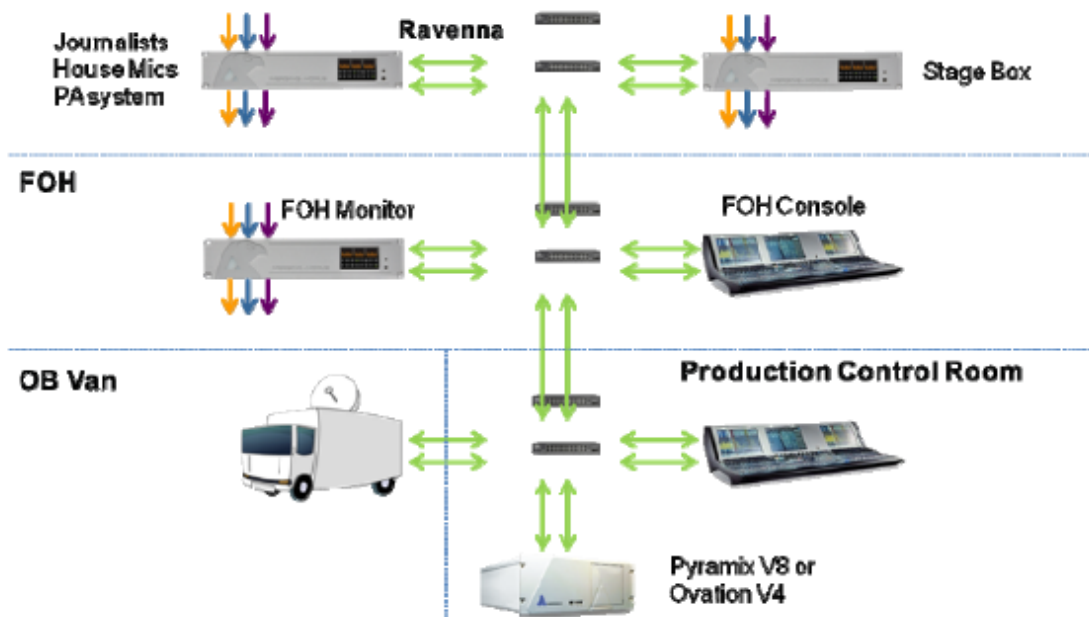 Journalists
House Mics
PA system
Ravenna
Stage Box
FOH
FOH Monitor
FOH Console
OB Van
Production Control Room
Pyramix V8 or
Ovation V4